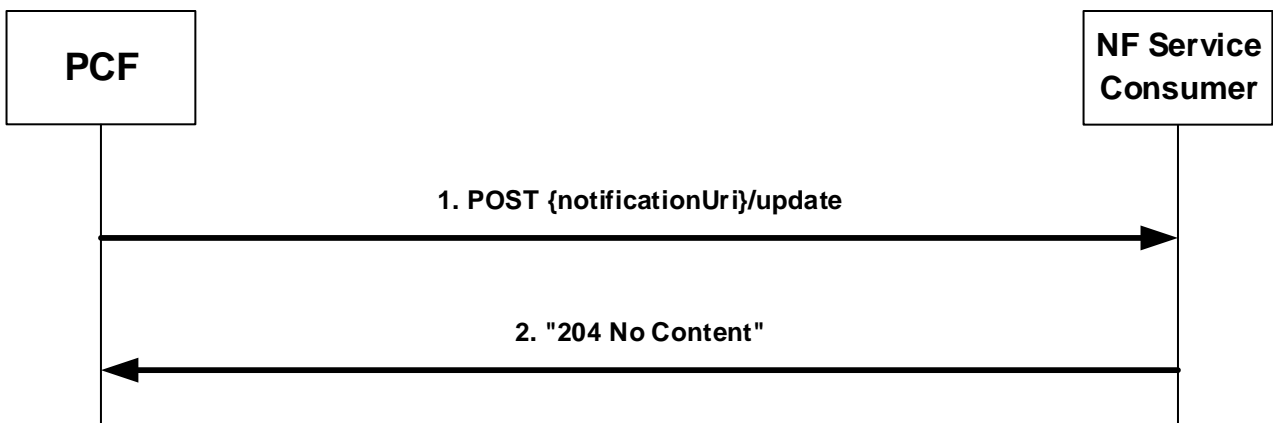 PCF
NF Service
Consumer
1. POST {notificationUri}/update
2. "204 No Content"